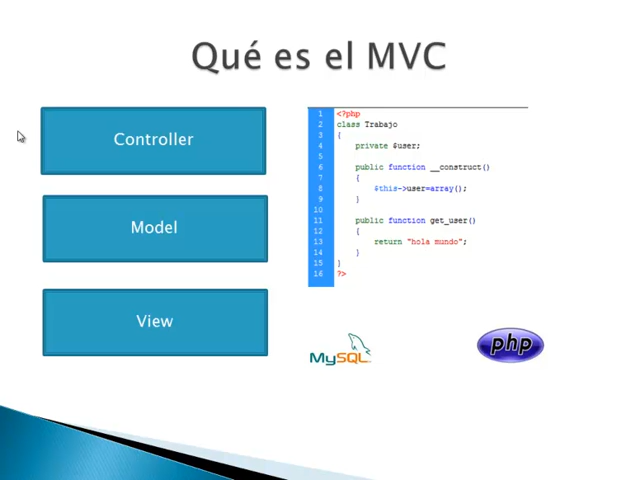 Qué es el MVC
Controller
Model
View
1 <?php
2 class Trabajo
3 {
4 private $user;
5
6 public function __construct()
7 {
8 $this->user=array();
9 }
10
11 public function get_user()
12 {
13 return "hola mundo";
14 }
15 }
16 ?>
MySQL
php